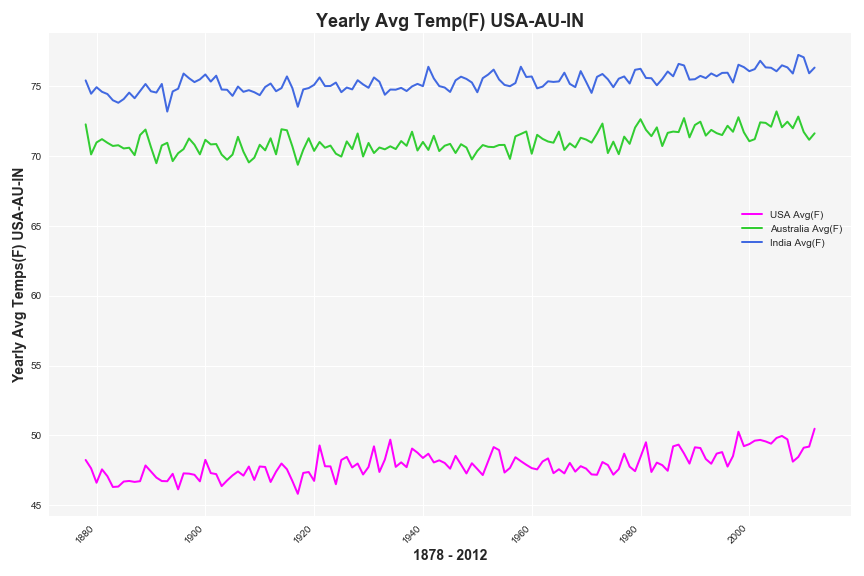 Yearly Avg Temp(F) USA-AU-IN
Yearly Avg Temps(F) USA-AU-IN
75
70
65
60
55
50
45
USA Avg(F)
Australia Avg(F)
India Avg(F)
1880
1900
1920
1940
1960
1980
2000
1878 - 2012